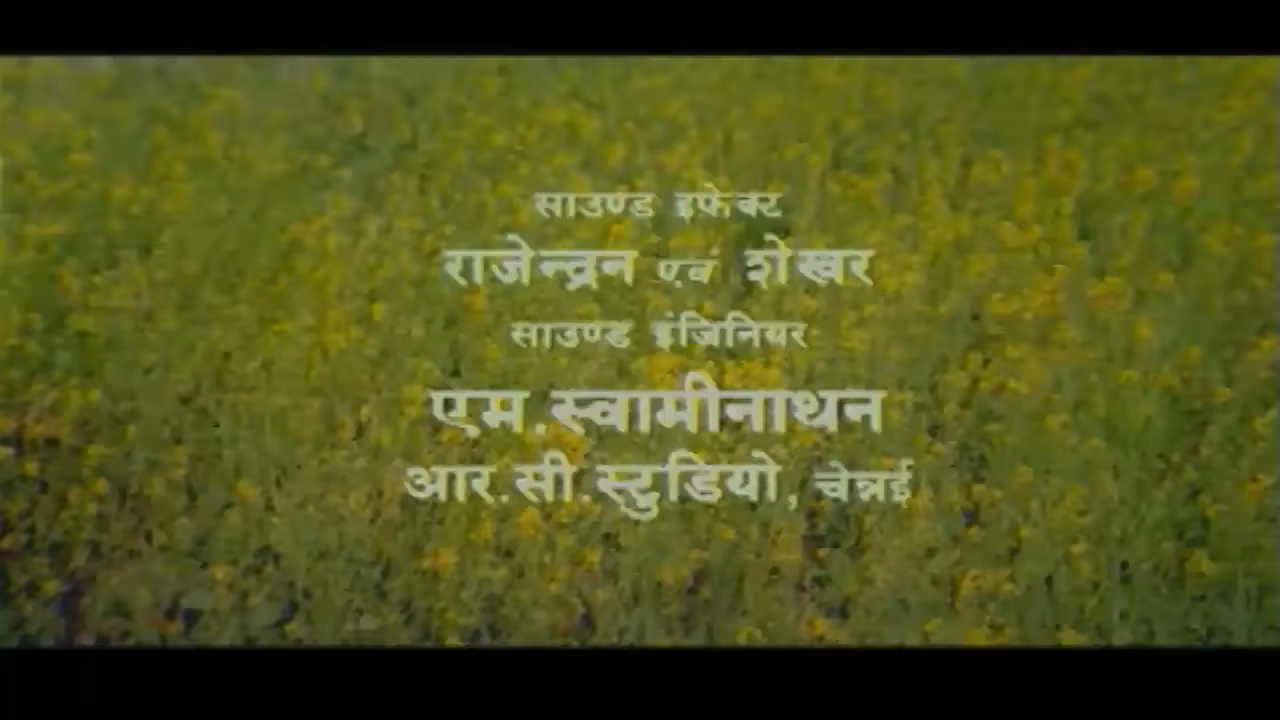 साउण्ड इफेक्ट
राजेन्द्रन एवं शेखर
साउण्ड इंजिनियर
एम.स्वामीनाथन
आर.सी.स्टुडियो, चेन्नई